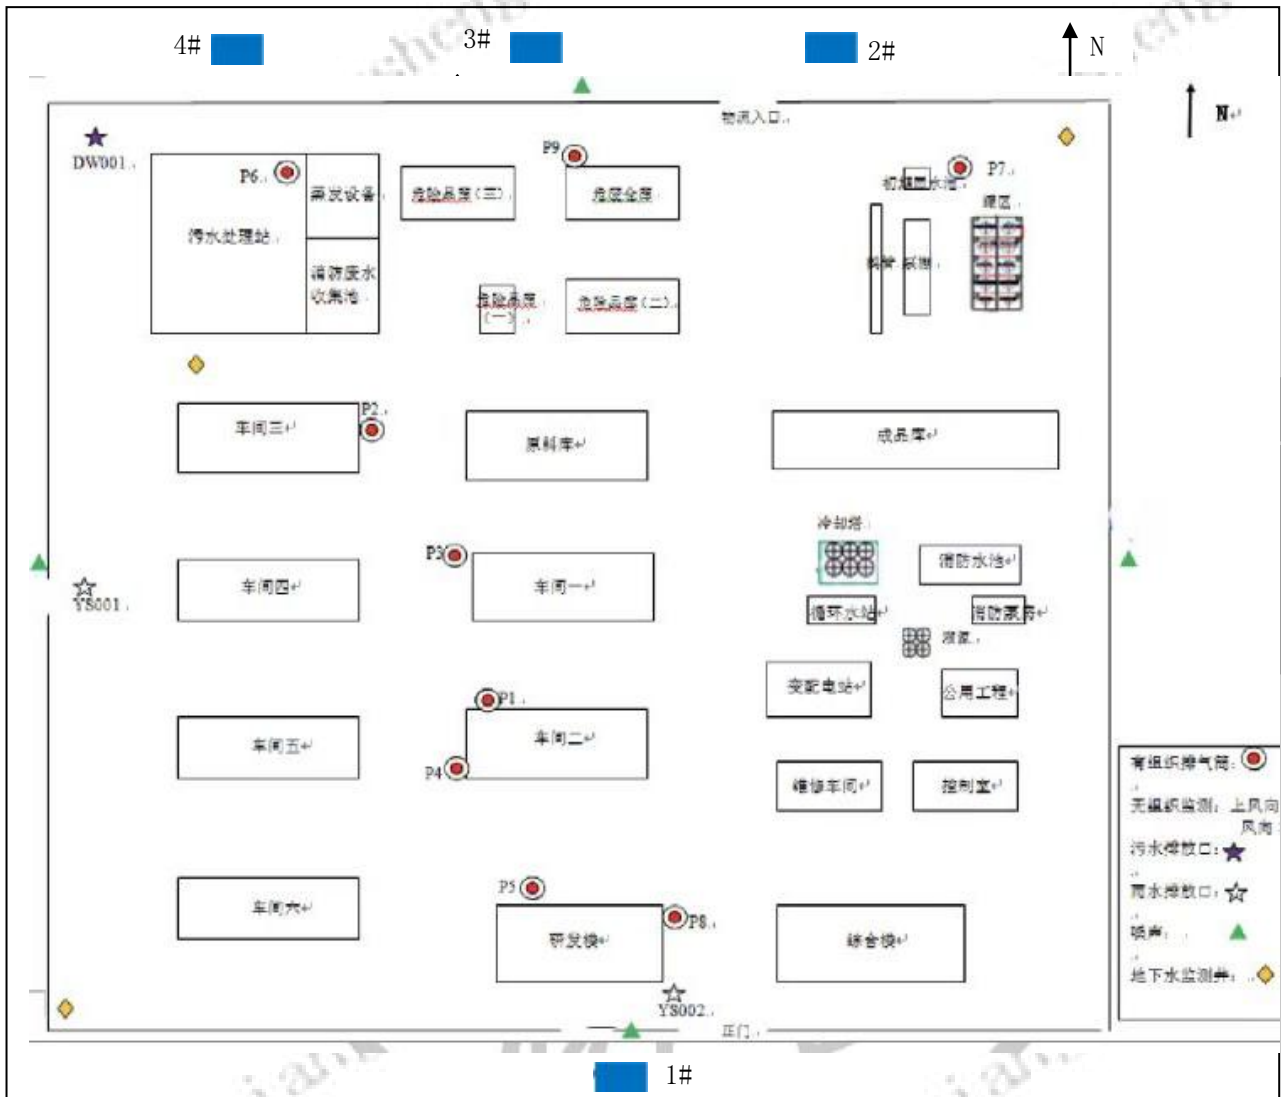 4#
3#
2#
N
N
物流入口
DW001
P6
蒸发设备
污水处理站
消防废水
收集池
危险品库(三)
P9
危废仓库
初期雨水池
P7
罐区
泵棚
危险品库
(一)
危险品库(二)
车间三
P2
原料库
成品库
冷却塔
消防水池
P3
车间一
车间四
YS001
循环水站
消防泵房
变配电站
公用工程
P1
车间二
P4
车间五
维修车间
控制室
P5
P8
研发楼
综合楼
车间六
YS002
正门
有组织排气筒:
无组织监测:上风向
风向
污水排放口:
雨水排放口:
噪声:
地下水监测井:
1#